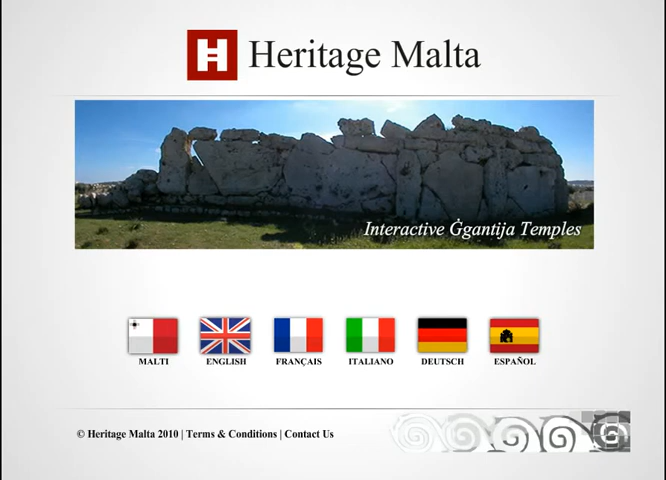 H Heritage Malta
Interactive Ġgantija Temples
MALTI ENGLISH FRANÇAIS ITALIANO DEUTSCH ESPAÑOL
© Heritage Malta 2010 | Terms & Conditions | Contact Us